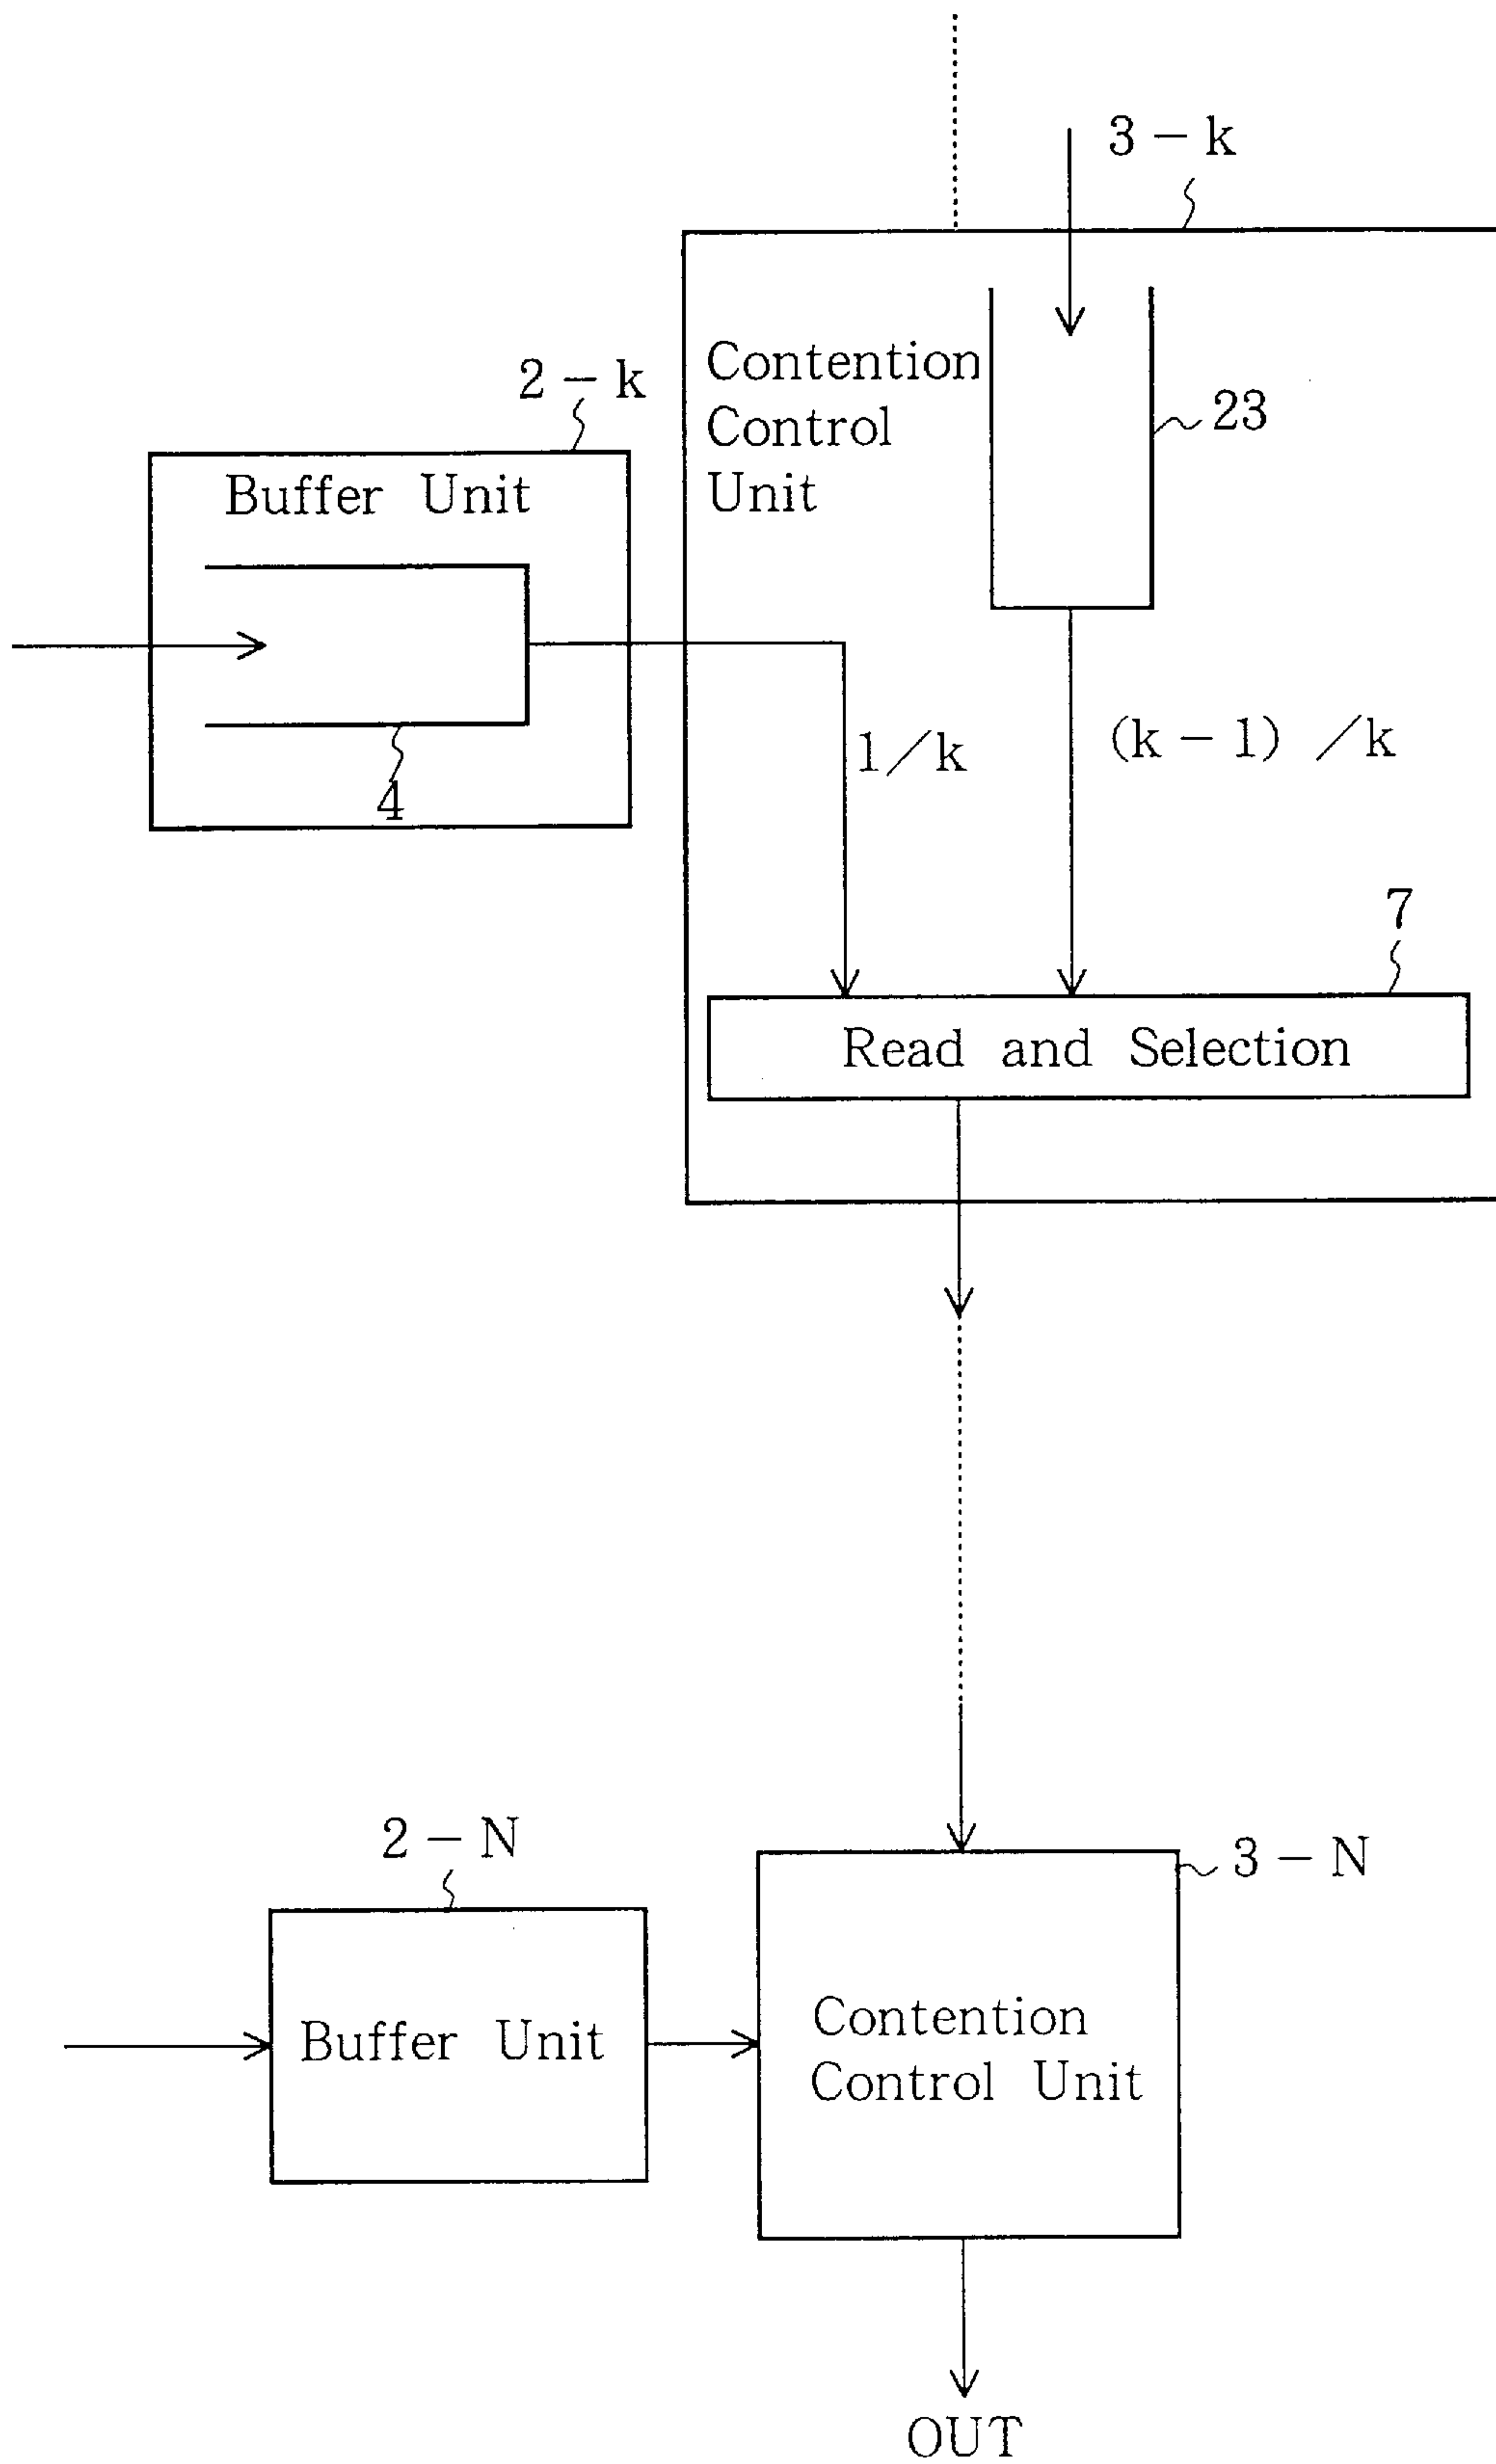 3-k
2-k
Contention
Control
Unit
23
Buffer Unit
4
1/k
(k-1) /k
7
Read and Selection
2-N
3-N
Buffer Unit
Contention
Control Unit
OUT